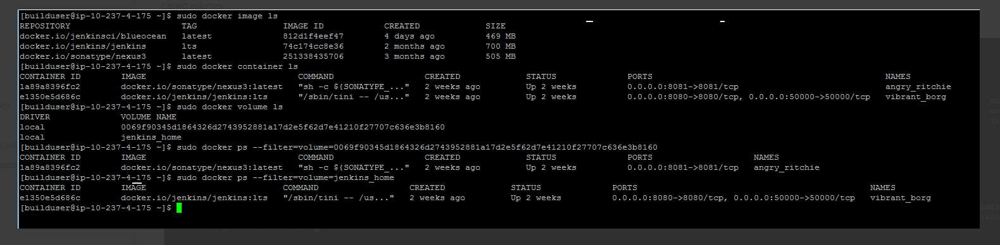 Listing volumes
[builduser@ip-10-237-4-175 ~]$ sudo docker image ls
REPOSITORY TAG IMAGE ID CREATED SIZE
docker.io/jenkinsci/blueocean latest 812d1f4eef47 4 days ago 469 MB
docker.io/jenkins/jenkins lts 74c174cc8e36 2 months ago 700 MB
docker.io/sonatype/nexus3 latest 251338435706 3 months ago 505 MB
[builduser@ip-10-237-4-175 ~]$ sudo docker container ls
CONTAINER ID IMAGE COMMAND CREATED STATUS PORTS NAMES
1a89a8396fc2 docker.io/sonatype/nexus3:latest "sh -c ${SONATYPE_..." 2 weeks ago Up 2 weeks 0.0.0.0:8081->8081/tcp angry_ritchie
e1350e5d686c docker.io/jenkins/jenkins:lts "/sbin/tini -- /us..." 2 weeks ago Up 2 weeks 0.0.0.0:8080->8080/tcp, 0.0.0.0:50000->50000/tcp vibrant_borg
[builduser@ip-10-237-4-175 ~]$ sudo docker volume ls
DRIVER VOLUME NAME
local 0069f90345d1864326d2743952881a17d2e5f62d7e41210f27707c636e3b8160
local jenkins_home
[builduser@ip-10-237-4-175 ~]$ sudo docker ps --filter=volume=0069f90345d1864326d2743952881a17d2e5f62d7e41210f27707c636e3b8160
CONTAINER ID IMAGE COMMAND CREATED STATUS PORTS NAMES
1a89a8396fc2 docker.io/sonatype/nexus3:latest "sh -c ${SONATYPE_..." 2 weeks ago Up 2 weeks 0.0.0.0:8081->8081/tcp angry_ritchie
[builduser@ip-10-237-4-175 ~]$ sudo docker ps --filter=volume=jenkins_home
CONTAINER ID IMAGE COMMAND CREATED STATUS PORTS NAMES
e1350e5d686c docker.io/jenkins/jenkins:lts "/sbin/tini -- /us..." 2 weeks ago Up 2 weeks 0.0.0.0:8080->8080/tcp, 0.0.0.0:50000->50000/tcp vibrant_borg
[builduser@ip-10-237-4-175 ~]$